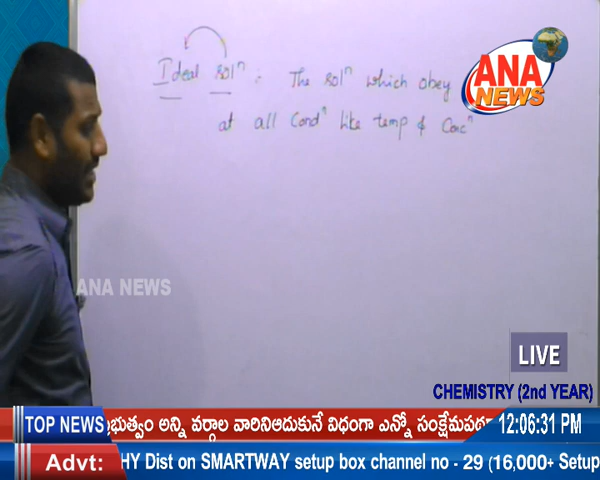 Ideal solⁿ : The solⁿ which obey
at all Condⁿ like temp & Concⁿ
ANA
NEWS
ANA NEWS
LIVE
CHEMISTRY (2nd YEAR)
TOP NEWS ప్రభుత్వం అన్ని వర్గాల వారినిఆదుకునే విధంగా ఎన్నో సంక్షేమపథ 12:06:31 PM
Advt: HY Dist on SMARTWAY setup box channel no - 29 (16,000+ Setup